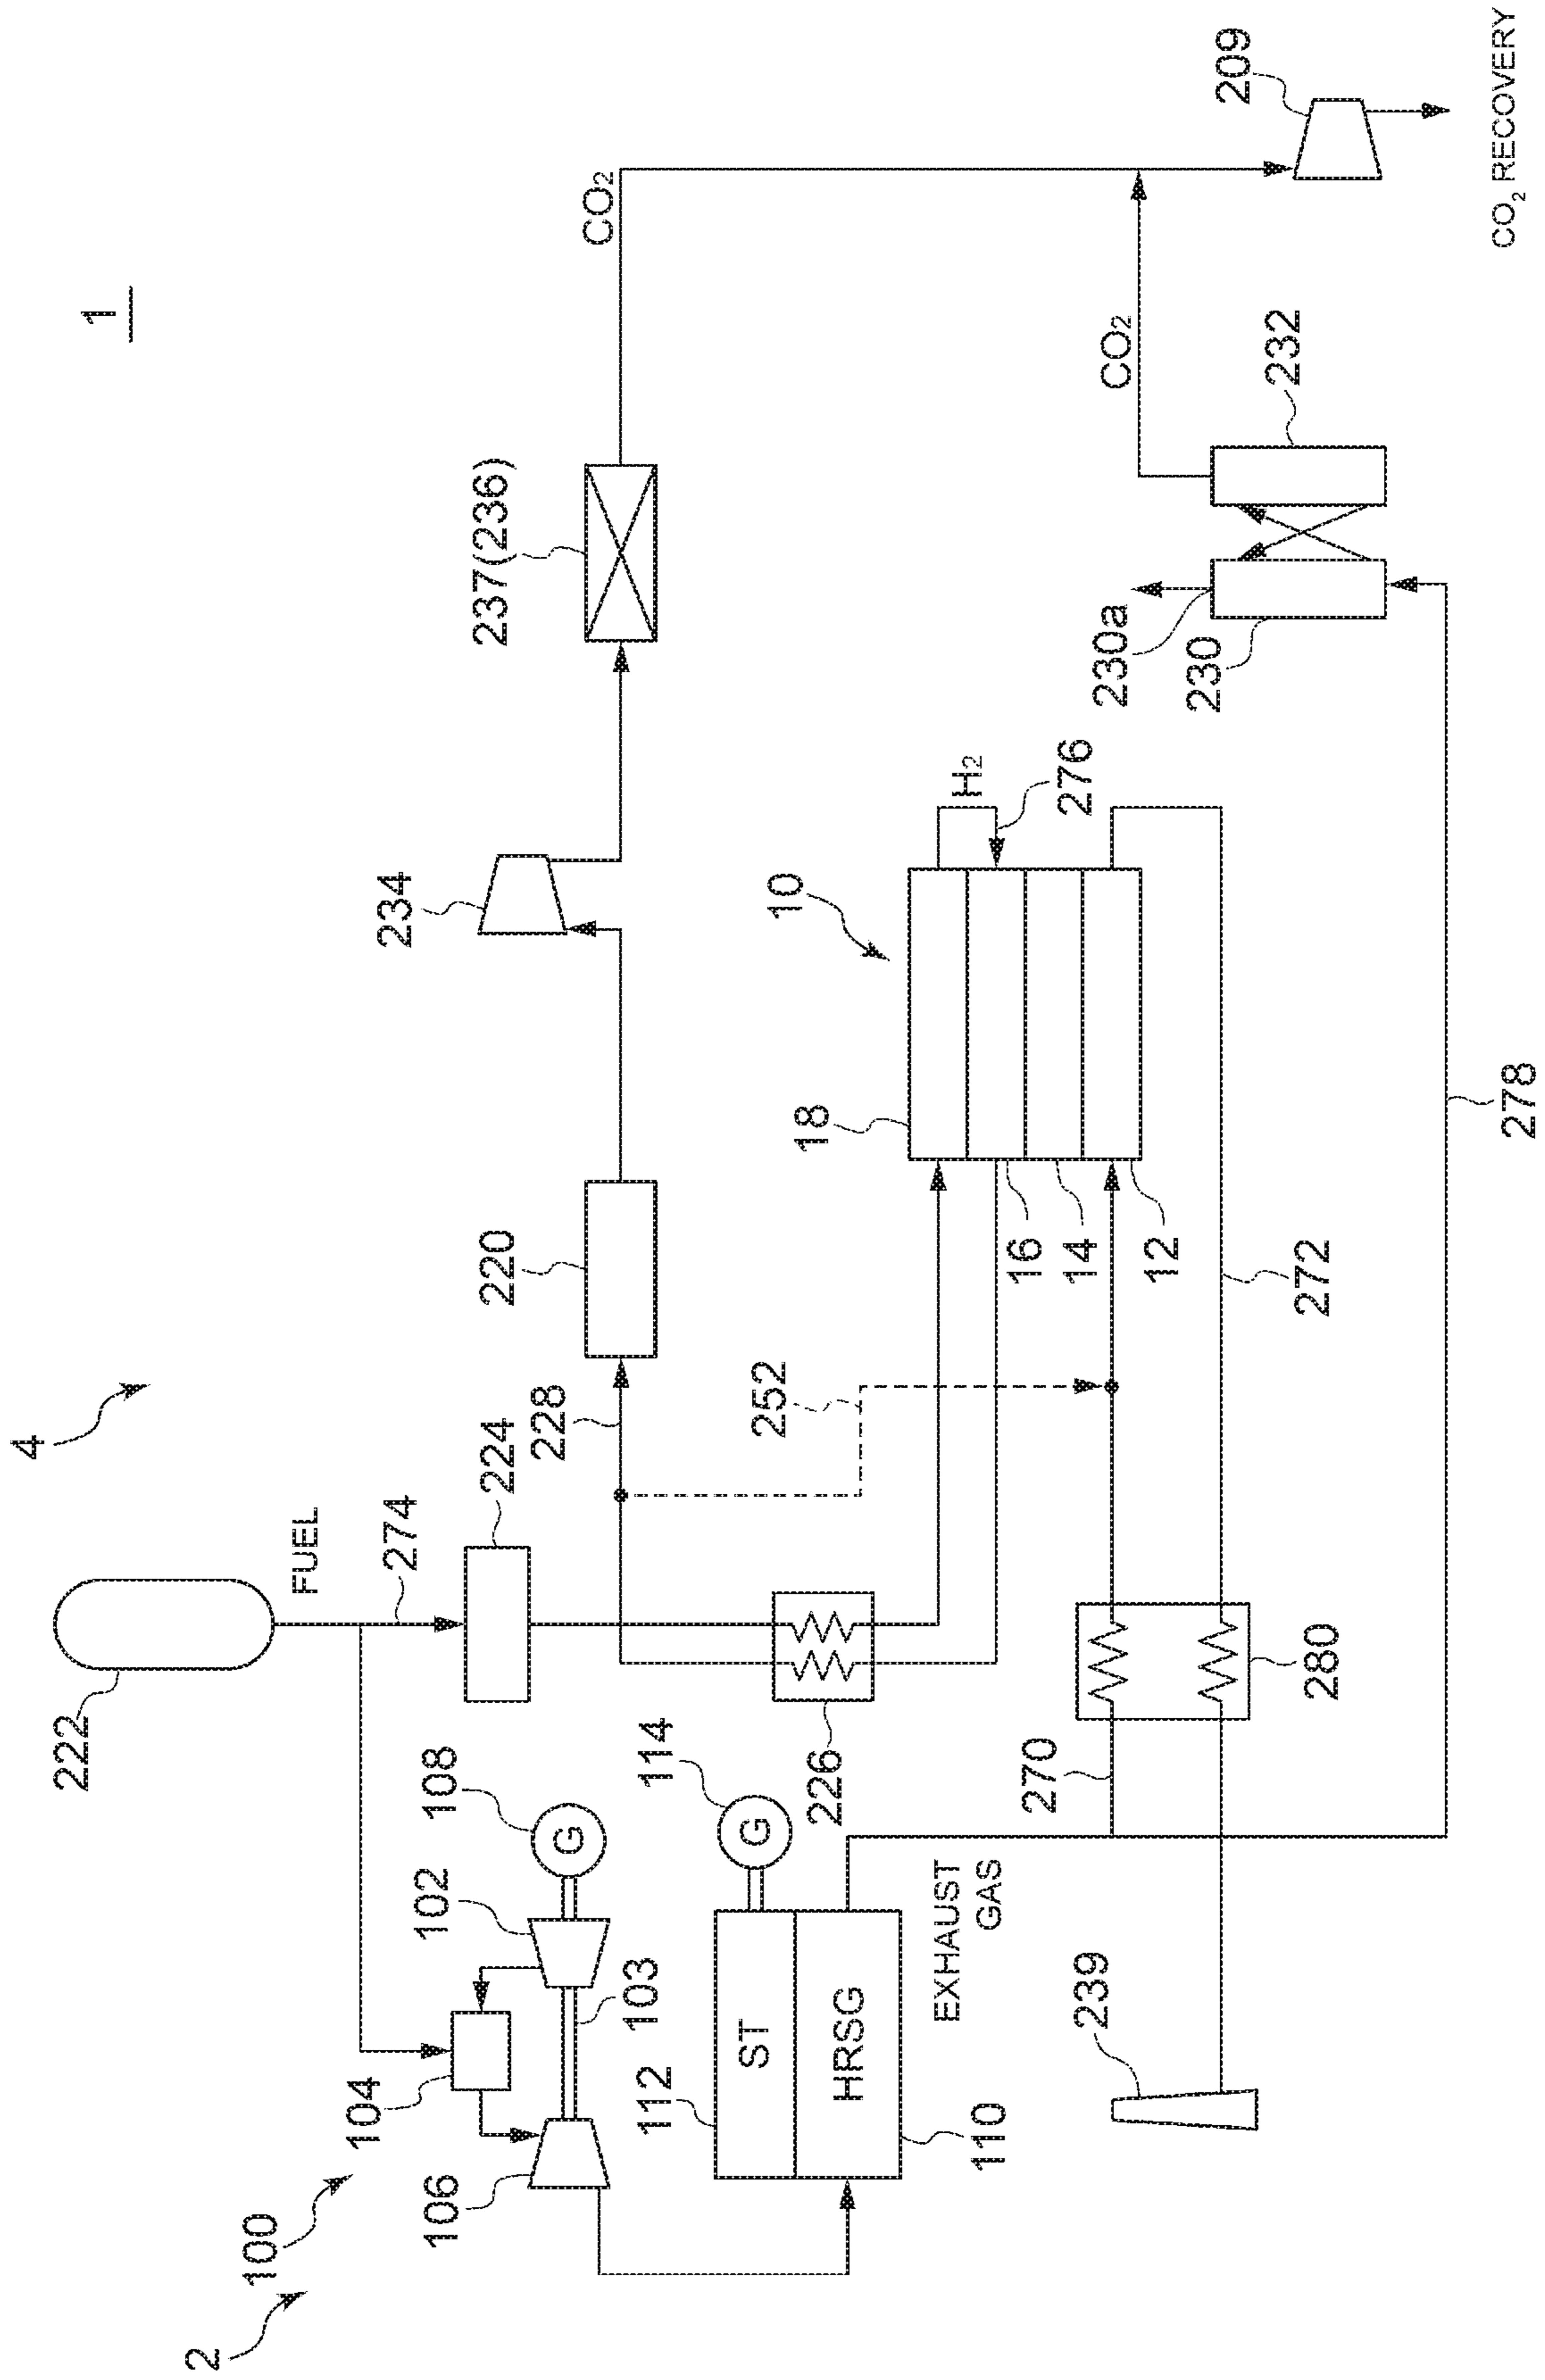 1
4
2
100
222
FUEL
274
224
228
220
234
237(236)
CO2
252
104
106
102
103
108
G
114
G
112
ST
HRSG
110
EXHAUST
GAS
226
10
18
16
14
12
H2
276
272
270
280
239
278
230a
230
232
CO2
209
CO2 RECOVERY